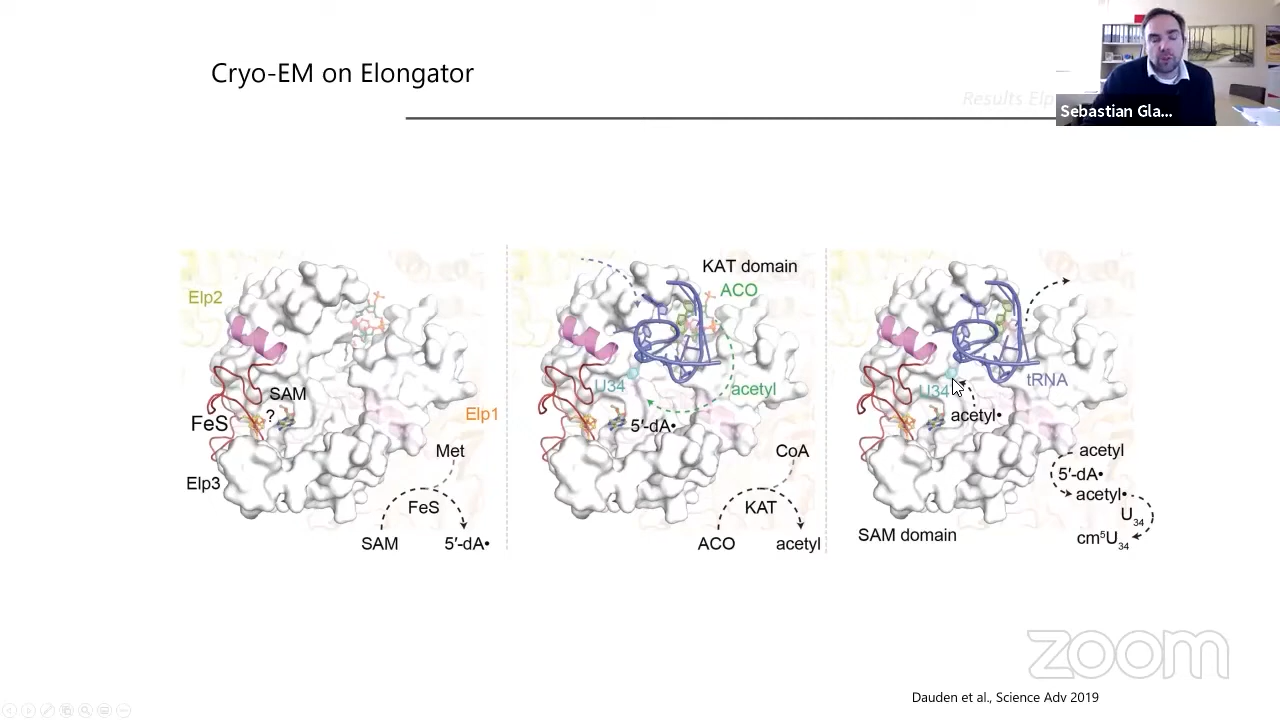 Cryo-EM on Elongator
Results Elp
Sebastian Gla...
Elp2
SAM
?
FeS
Elp1
Elp3
Met
FeS
SAM 5'-dA•
KAT domain
ACO
U34
acetyl
5'-dA•
CoA
KAT
ACO acetyl
U34
tRNA
acetyl•
acetyl
5'-dA•
acetyl•
U34
cm⁵U34
SAM domain
zoom
Dauden et al., Science Adv 2019